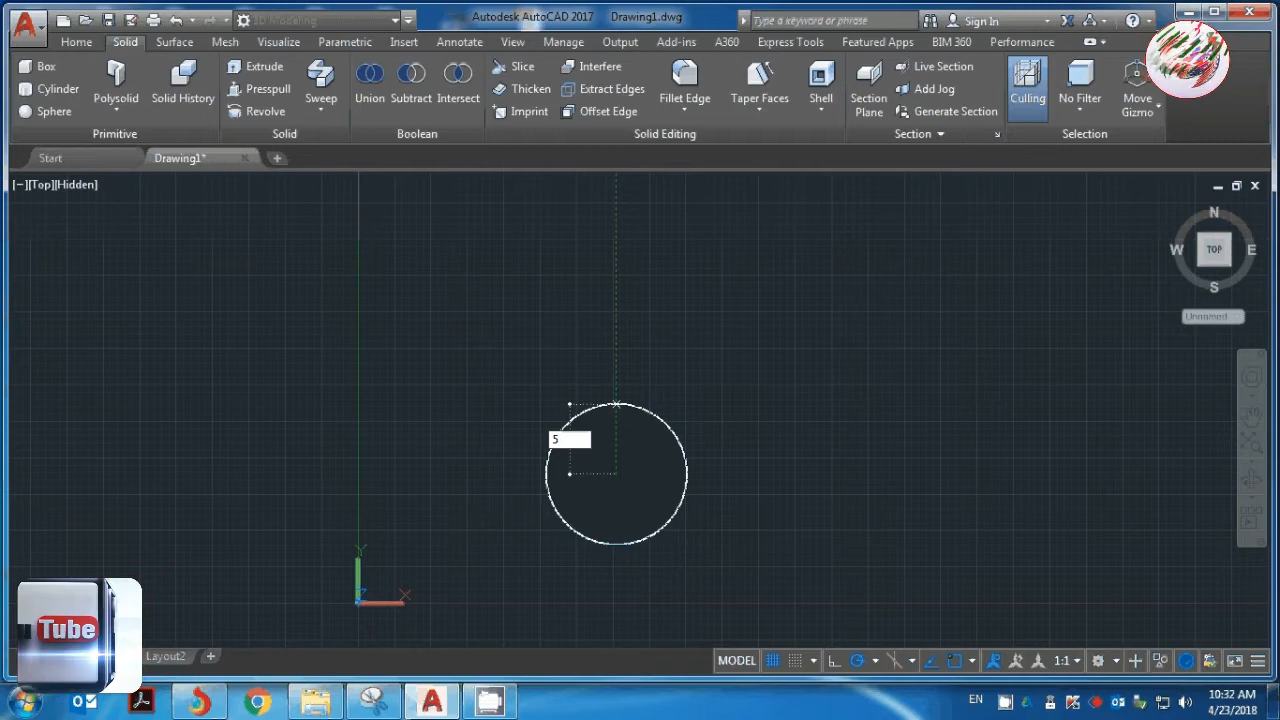 3D Modeling
Autodesk AutoCAD 2017 Drawing1.dwg
Type a keyword or phrase
Sign In
Home Solid Surface Mesh Visualize Parametric Insert Annotate View Manage Output Add-ins A360 Express Tools Featured Apps BIM 360 Performance
Box
Cylinder
Sphere
Polysolid
Solid History
Primitive
Extrude
Presspull
Revolve
Sweep
Solid
Union
Subtract
Intersect
Boolean
Slice
Thicken
Imprint
Interfere
Extract Edges
Offset Edge
Fillet Edge
Taper Faces
Shell
Solid Editing
Section
Plane
Live Section
Add Jog
Generate Section
Section
Culling
No Filter
Move
Gizmo
Selection
Start
Drawing1*
[−][Top][Hidden]
N
W
TOP
E
S
Unnamed
5
Y
Z
X
Tube
Layout2
MODEL
1:1
EN
10:32 AM
4/23/2018